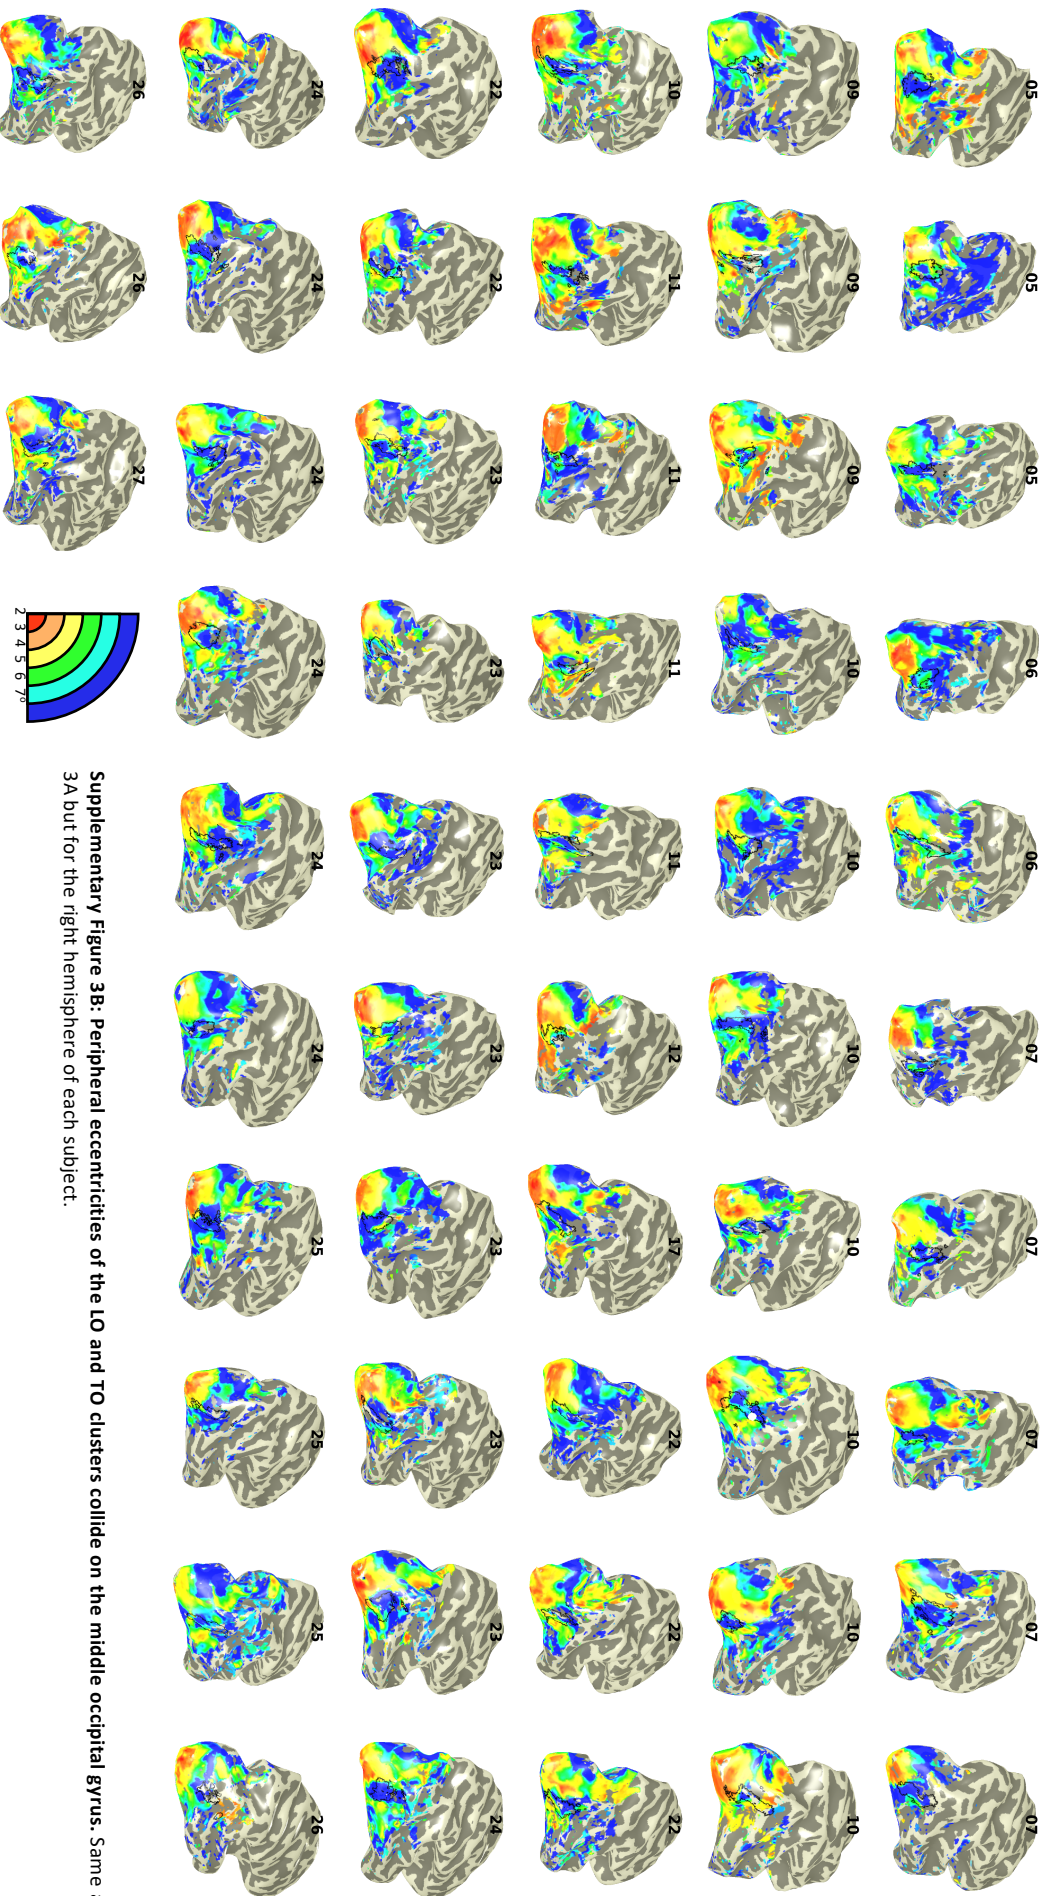 05 05 05 06 06 07 07 07 07 07
09 09 09 10 10 10 10 10 10 10
10 11 11 11 11 12 17 22 22 22
22 22 23 23 23 23 23 23 23 24
24 24 24 24 24 24 25 25 25 26
26 26 27
2 3 4 5 6 7°
Supplementary Figure 3B: Peripheral eccentricities of the LO and TO clusters collide on the middle occipital gyrus. Same
3A but for the right hemisphere of each subject.